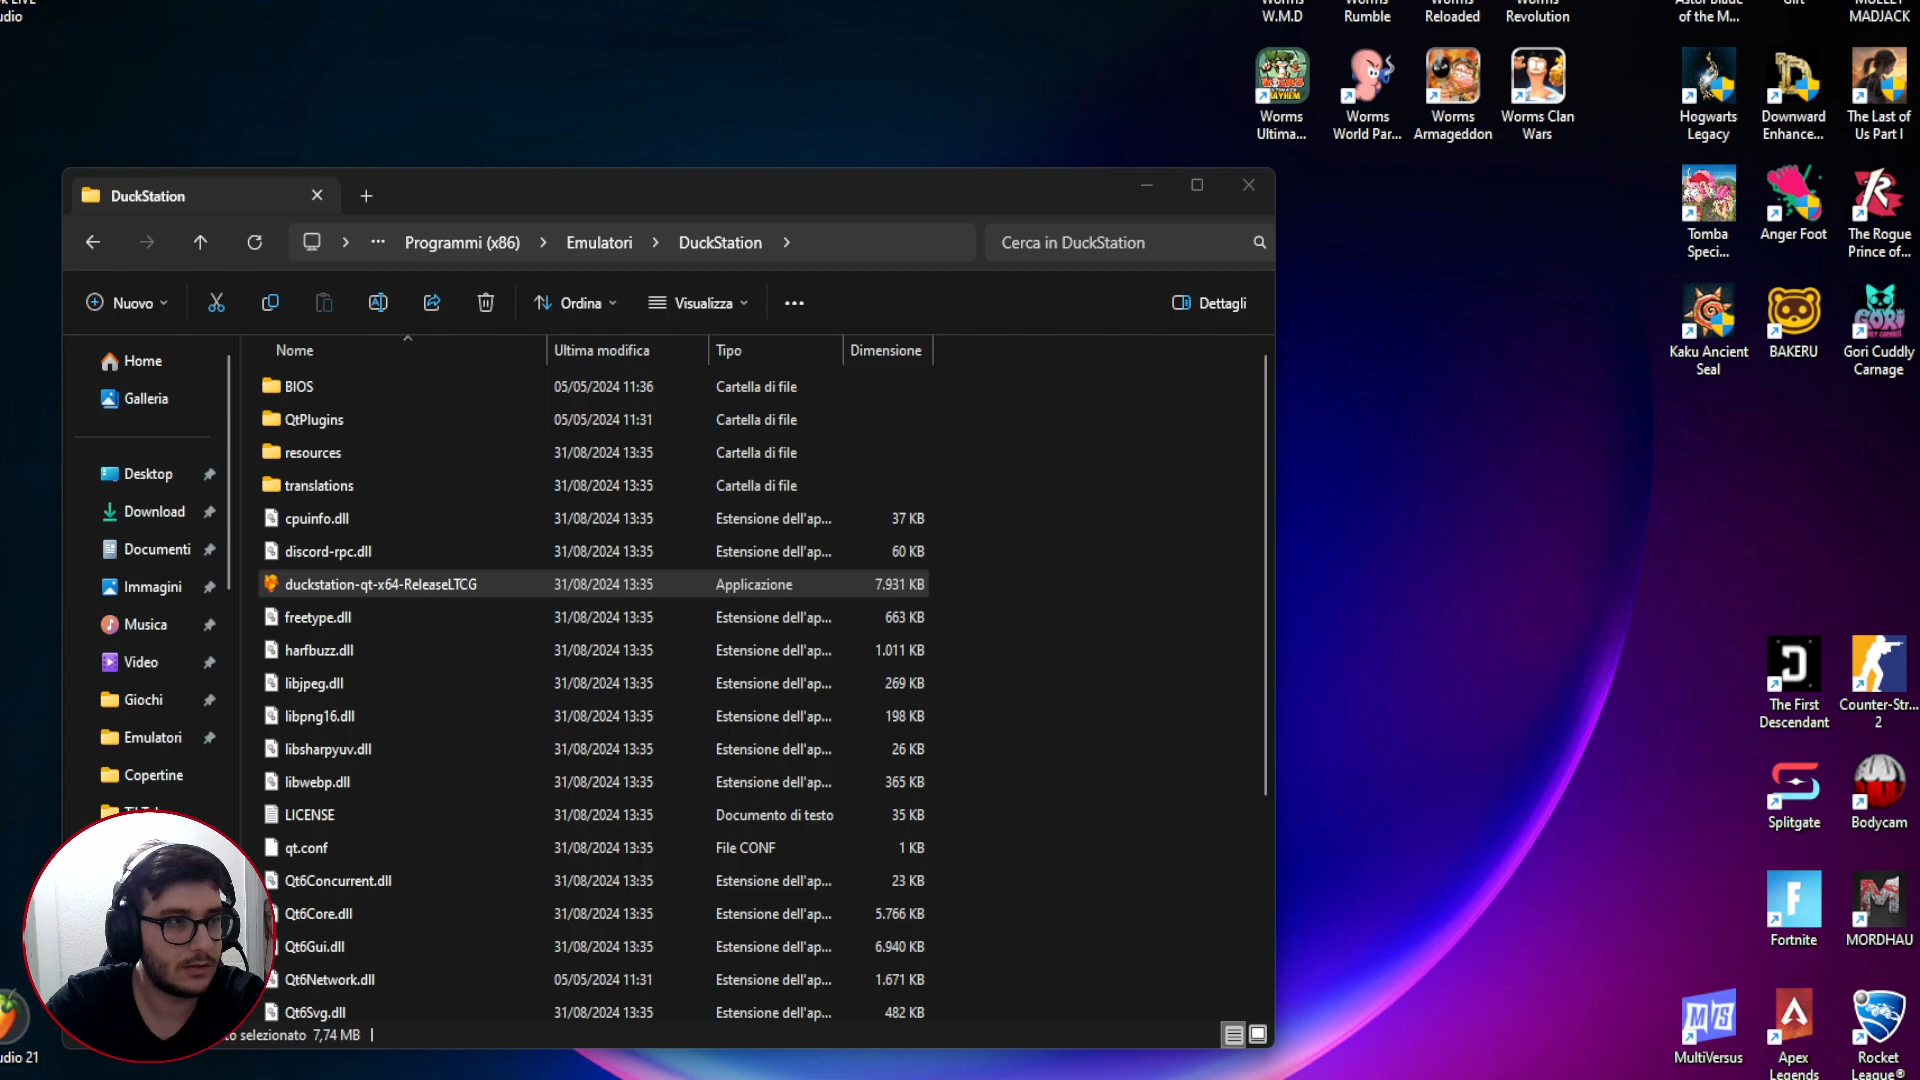 udio
Worms
W.M.D
Worms
Rumble
Worms
Reloaded
Worms
Revolution
of the M...
MULLET
MADJACK
Worms
Ultima...
Worms
World Par...
Worms
Armageddon
Worms Clan
Wars
Hogwarts
Legacy
Downward
Enhance...
The Last of
Us Part I
DuckStation
Programmi (x86)
Emulatori
DuckStation
Cerca in DuckStation
Tomba
Speci...
Anger Foot
The Rogue
Prince of...
Nuovo
Ordina
Visualizza
Dettagli
Kaku Ancient
Seal
BAKERU
Gori Cuddly
Carnage
Home
Galleria
Desktop
Download
Documenti
Immagini
Musica
Video
Giochi
Emulatori
Copertine
Nome Ultima modifica Tipo Dimensione
BIOS 05/05/2024 11:36 Cartella di file
QtPlugins 05/05/2024 11:31 Cartella di file
resources 31/08/2024 13:35 Cartella di file
translations 31/08/2024 13:35 Cartella di file
cpuinfo.dll 31/08/2024 13:35 Estensione dell'ap... 37 KB
discord-rpc.dll 31/08/2024 13:35 Estensione dell'ap... 60 KB
duckstation-qt-x64-ReleaseLTCG 31/08/2024 13:35 Applicazione 7.931 KB
freetype.dll 31/08/2024 13:35 Estensione dell'ap... 663 KB
harfbuzz.dll 31/08/2024 13:35 Estensione dell'ap... 1.011 KB
libjpeg.dll 31/08/2024 13:35 Estensione dell'ap... 269 KB
libpng16.dll 31/08/2024 13:35 Estensione dell'ap... 198 KB
libsharpyuv.dll 31/08/2024 13:35 Estensione dell'ap... 26 KB
libwebp.dll 31/08/2024 13:35 Estensione dell'ap... 365 KB
LICENSE 31/08/2024 13:35 Documento di testo 35 KB
qt.conf 31/08/2024 13:35 File CONF 1 KB
Qt6Concurrent.dll 31/08/2024 13:35 Estensione dell'ap... 23 KB
Qt6Core.dll 31/08/2024 13:35 Estensione dell'ap... 5.766 KB
Qt6Gui.dll 31/08/2024 13:35 Estensione dell'ap... 6.940 KB
Qt6Network.dll 05/05/2024 11:31 Estensione dell'ap... 1.671 KB
Qt6Svg.dll 31/08/2024 13:35 Estensione dell'ap... 482 KB
to selezionato 7,74 MB
The First
Descendant
Counter-Str...
2
Splitgate
Bodycam
Fortnite
MORDHAU
udio 21
MultiVersus
Apex
Legends
Rocket
League®